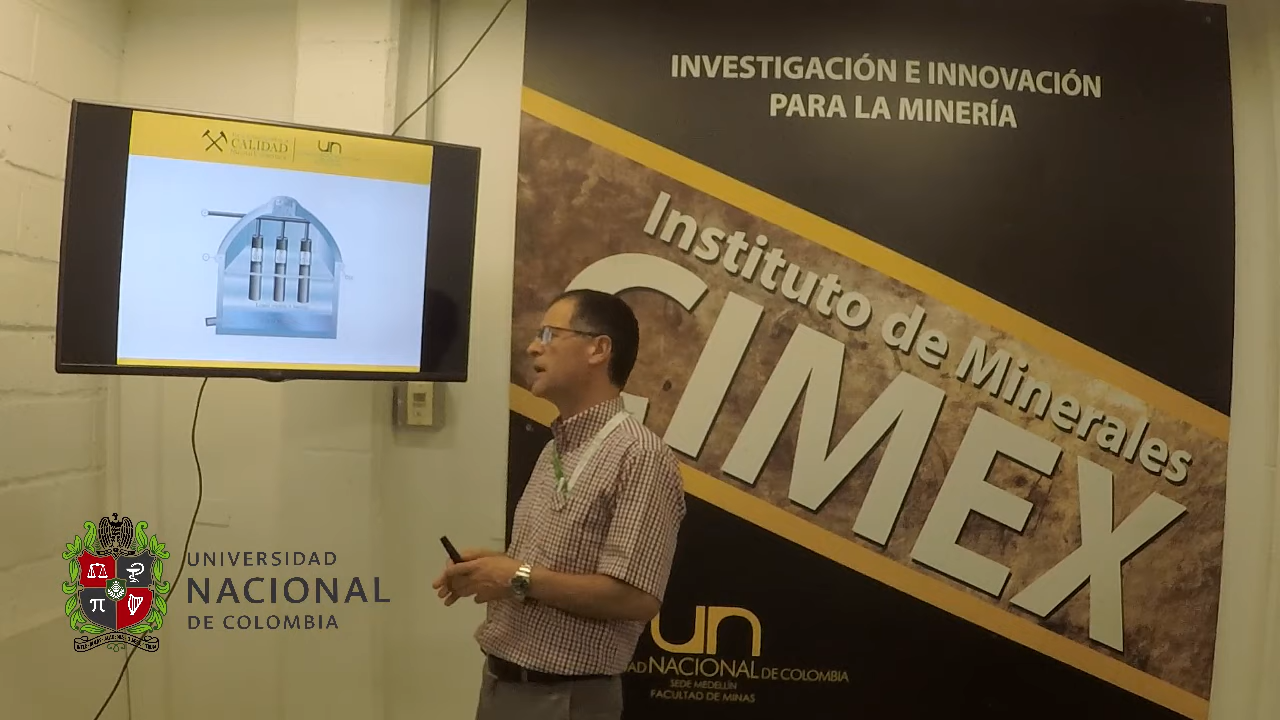 INVESTIGACIÓN E INNOVACIÓN
PARA LA MINERÍA
CALIDAD
un
Instituto de Minerales
CIMEX
UNIVERSIDAD
NACIONAL
DE COLOMBIA
un
NACIONAL DE COLOMBIA
SEDE MEDELLÍN
FACULTAD DE MINAS